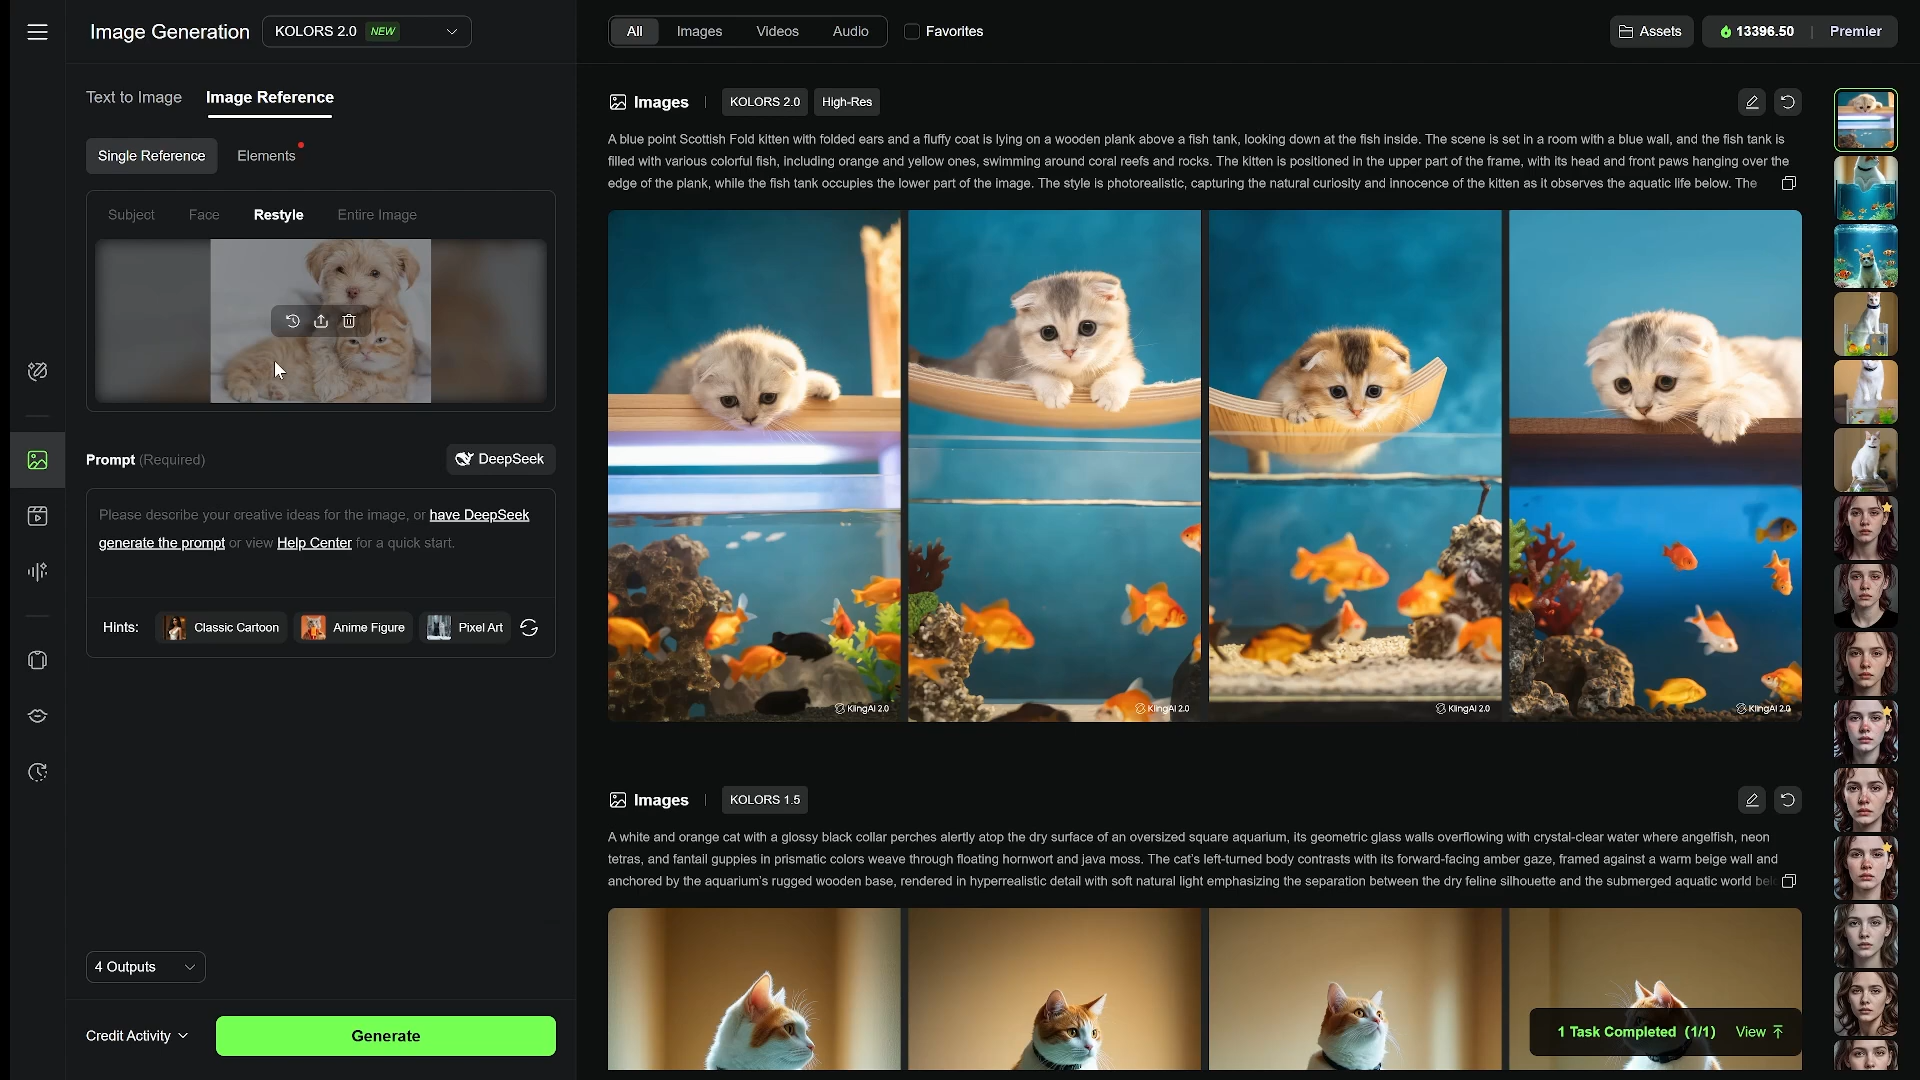 Image Generation
KOLORS 2.0 NEW
All Images Videos Audio Favorites
Assets
13396.50 | Premier
Text to Image Image Reference
Single Reference Elements
Subject Face Restyle Entire Image
Prompt (Required)
DeepSeek
Please describe your creative ideas for the image, or have DeepSeek
generate the prompt or view Help Center for a quick start.
Hints: Classic Cartoon Anime Figure Pixel Art
4 Outputs
Credit Activity
Generate
Images | KOLORS 2.0 High-Res
A blue point Scottish Fold kitten with folded ears and a fluffy coat is lying on a wooden plank above a fish tank, looking down at the fish inside. The scene is set in a room with a blue wall, and the fish tank is
filled with various colorful fish, including orange and yellow ones, swimming around coral reefs and rocks. The kitten is positioned in the upper part of the frame, with its head and front paws hanging over the
edge of the plank, while the fish tank occupies the lower part of the image. The style is photorealistic, capturing the natural curiosity and innocence of the kitten as it observes the aquatic life below. The
KlingAI 2.0
KlingAI 2.0
KlingAI 2.0
KlingAI 2.0
Images | KOLORS 1.5
A white and orange cat with a glossy black collar perches alertly atop the dry surface of an oversized square aquarium, its geometric glass walls overflowing with crystal-clear water where angelfish, neon
tetras, and fantail guppies in prismatic colors weave through floating hornwort and java moss. The cat's left-turned body contrasts with its forward-facing amber gaze, framed against a warm beige wall and
anchored by the aquarium's rugged wooden base, rendered in hyperrealistic detail with soft natural light emphasizing the separation between the dry feline silhouette and the submerged aquatic world
1 Task Completed (1/1) View